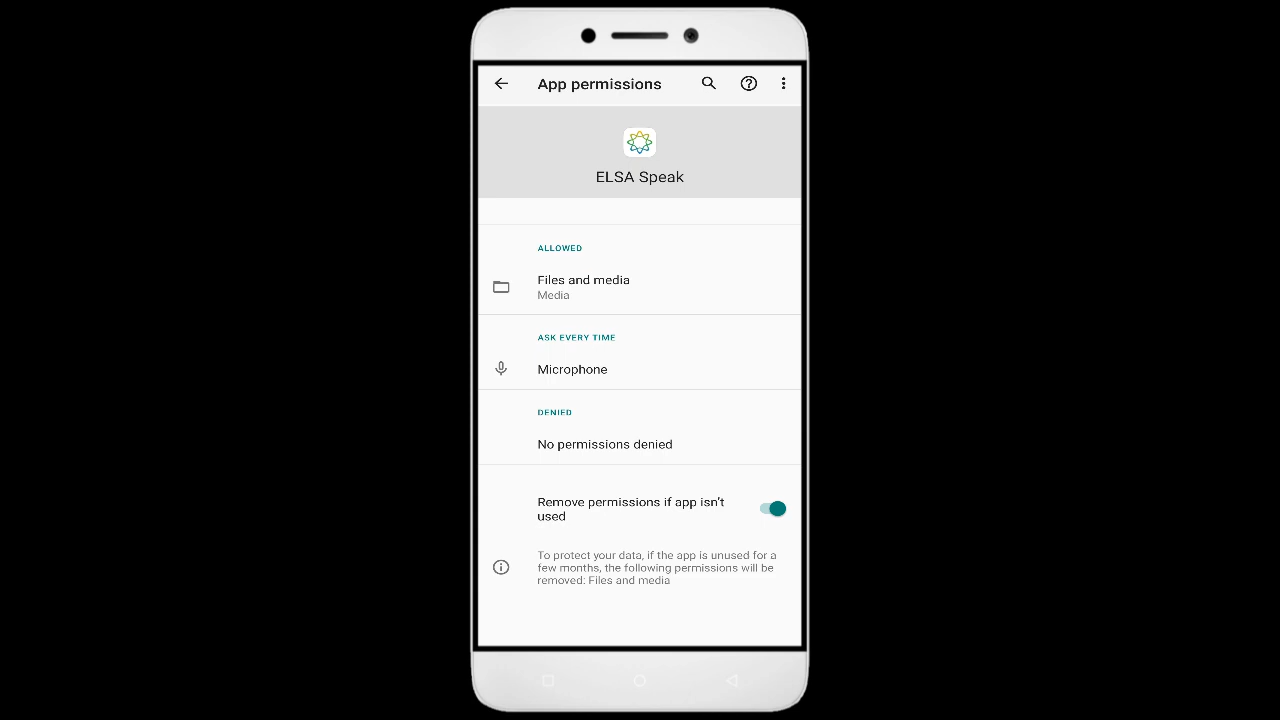 App permissions
ELSA Speak
ALLOWED
Files and media
Media
ASK EVERY TIME
Microphone
DENIED
No permissions denied
Remove permissions if app isn't
used
To protect your data, if the app is unused for a
few months, the following permissions will be
removed: Files and media